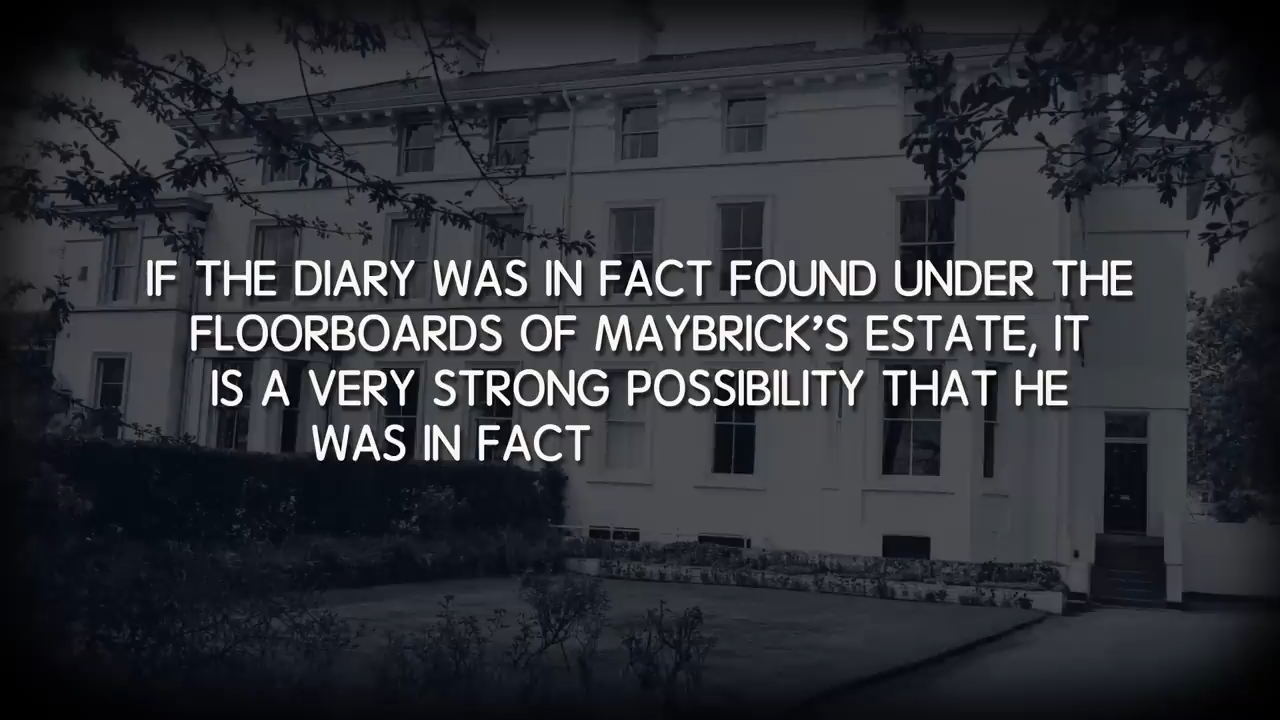 IF THE DIARY WAS IN FACT FOUND UNDER THE
FLOORBOARDS OF MAYBRICK’S ESTATE, IT
IS A VERY STRONG POSSIBILITY THAT HE
WAS IN FACT